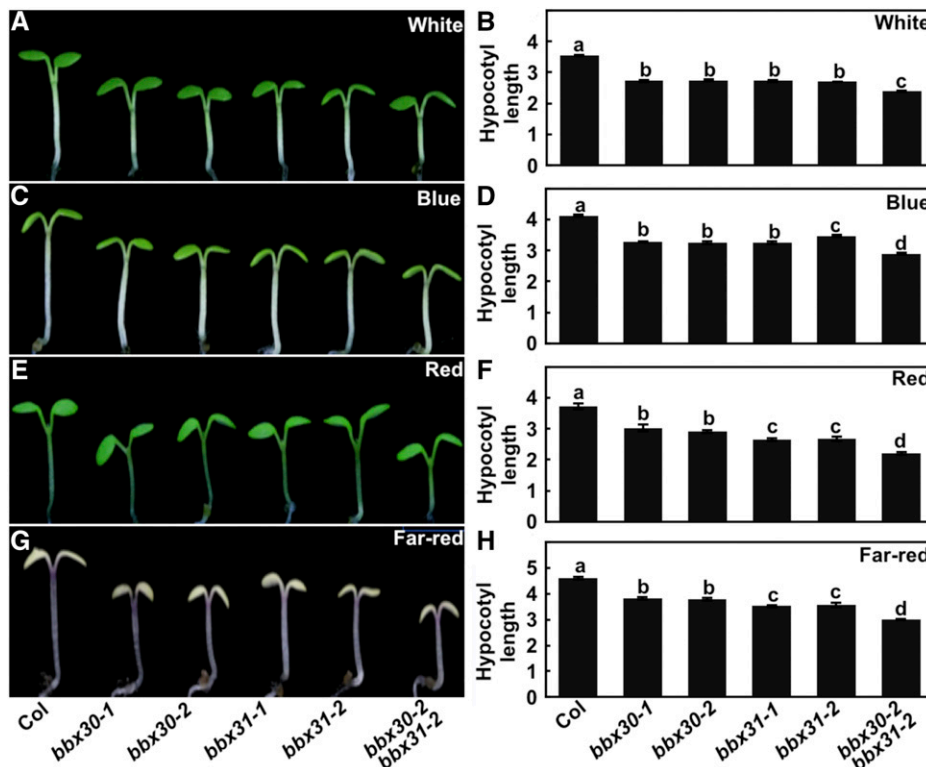 A
White
B
White
Hypocotyl
length
4
3
2
1
0
a
b
b
b
b
c
C
Blue
D
Blue
Hypocotyl
length
4
3
2
1
0
a
b
b
b
c
d
E
Red
F
Red
Hypocotyl
length
4
3
2
1
0
a
b
b
c
c
d
G
Far-red
H
Far-red
Hypocotyl
length
5
4
3
2
1
0
a
b
b
c
c
d
Col
bbx30-1
bbx30-2
bbx31-1
bbx31-2
bbx30-2
bbx31-2
Col
bbx30-1
bbx30-2
bbx31-1
bbx31-2
bbx30-2
bbx31-2